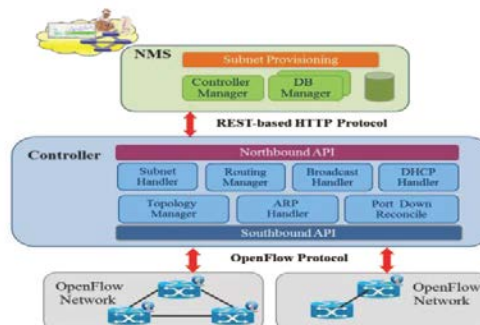 NMS
Subnet Provisioning
Controller Manager
DB Manager
REST-based HTTP Protocol
Controller
Northbound API
Subnet Handler
Routing Manager
Broadcast Handler
DHCP Handler
Topology Manager
ARP Handler
Port Down Reconcile
Southbound API
OpenFlow Protocol
OpenFlow Network
OpenFlow Network